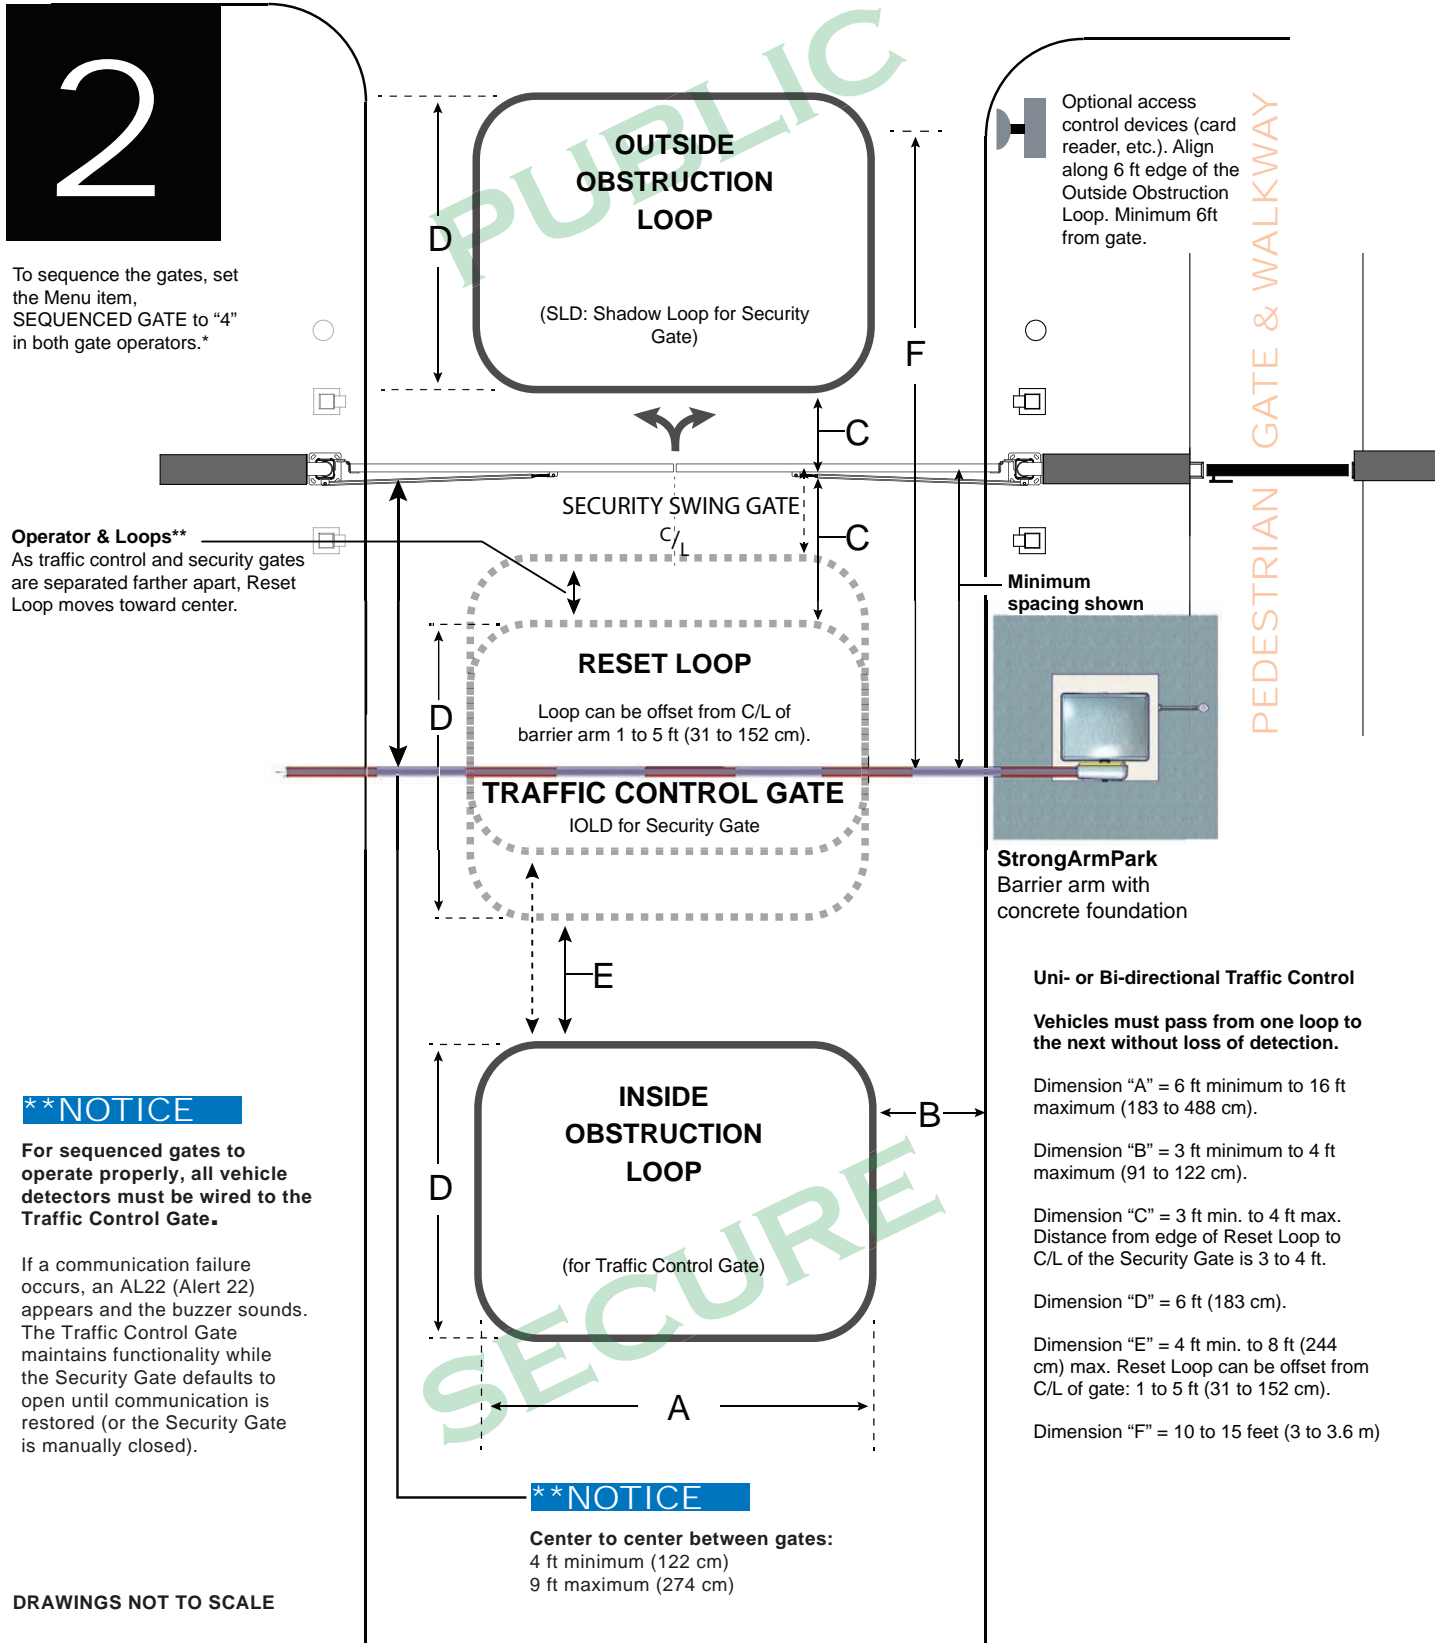 2
To sequence the gates, set
the Menu item,
SEQUENCED GATE to “4”
in both gate operators.*
PUBLIC
OUTSIDE
OBSTRUCTION
LOOP
(SLD: Shadow Loop for Security
Gate)
D
F
C
Optional access
control devices (card
reader, etc.). Align
along 6 ft edge of the
Outside Obstruction
Loop. Minimum 6ft
from gate.
PEDESTRIAN GATE & WALKWAY
SECURITY SWING GATE
C/L
C
Operator & Loops**
As traffic control and security gates
are separated farther apart, Reset
Loop moves toward center.
Minimum
spacing shown
RESET LOOP
Loop can be offset from C/L of
barrier arm 1 to 5 ft (31 to 152 cm).
D
TRAFFIC CONTROL GATE
IOLD for Security Gate
StrongArmPark
Barrier arm with
concrete foundation
E
INSIDE
OBSTRUCTION
LOOP
(for Traffic Control Gate)
D
B
A
SECURE
**NOTICE
For sequenced gates to
operate properly, all vehicle
detectors must be wired to the
Traffic Control Gate.
If a communication failure
occurs, an AL22 (Alert 22)
appears and the buzzer sounds.
The Traffic Control Gate
maintains functionality while
the Security Gate defaults to
open until communication is
restored (or the Security Gate
is manually closed).
Uni- or Bi-directional Traffic Control
Vehicles must pass from one loop to
the next without loss of detection.
Dimension “A” = 6 ft minimum to 16 ft
maximum (183 to 488 cm).
Dimension “B” = 3 ft minimum to 4 ft
maximum (91 to 122 cm).
Dimension “C” = 3 ft min. to 4 ft max.
Distance from edge of Reset Loop to
C/L of the Security Gate is 3 to 4 ft.
Dimension “D” = 6 ft (183 cm).
Dimension “E” = 4 ft min. to 8 ft (244
cm) max. Reset Loop can be offset from
C/L of gate: 1 to 5 ft (31 to 152 cm).
Dimension “F” = 10 to 15 feet (3 to 3.6 m)
**NOTICE
Center to center between gates:
4 ft minimum (122 cm)
9 ft maximum (274 cm)
DRAWINGS NOT TO SCALE